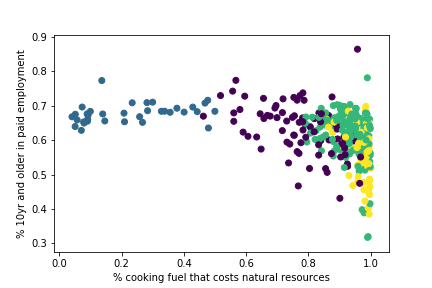 % 10yr and older in paid employment
0.9
0.8
0.7
0.6
0.5
0.4
0.3
0.0 0.2 0.4 0.6 0.8 1.0
% cooking fuel that costs natural resources